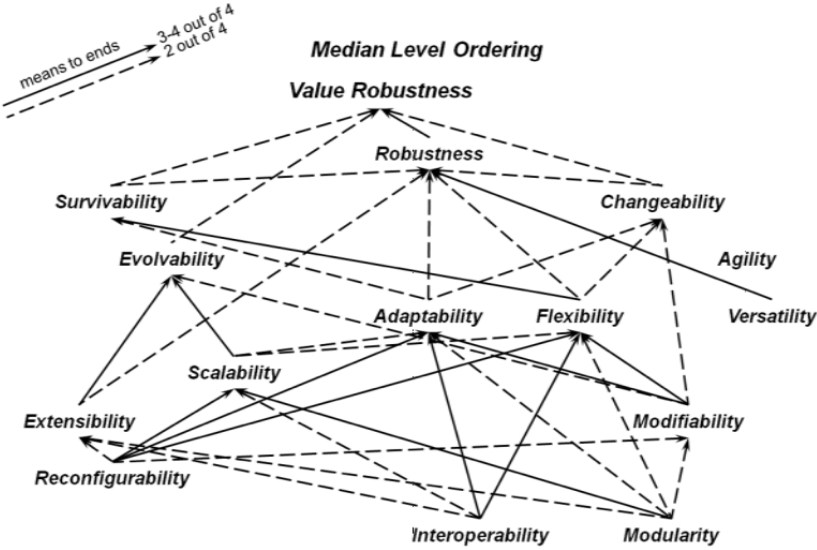 means to ends
3-4 out of 4
2 out of 4
Median Level Ordering
Value Robustness
Robustness
Survivability
Changeability
Evolvability
Agility
Adaptability
Flexibility
Versatility
Scalability
Extensibility
Modifiability
Reconfigurability
Interoperability
Modularity